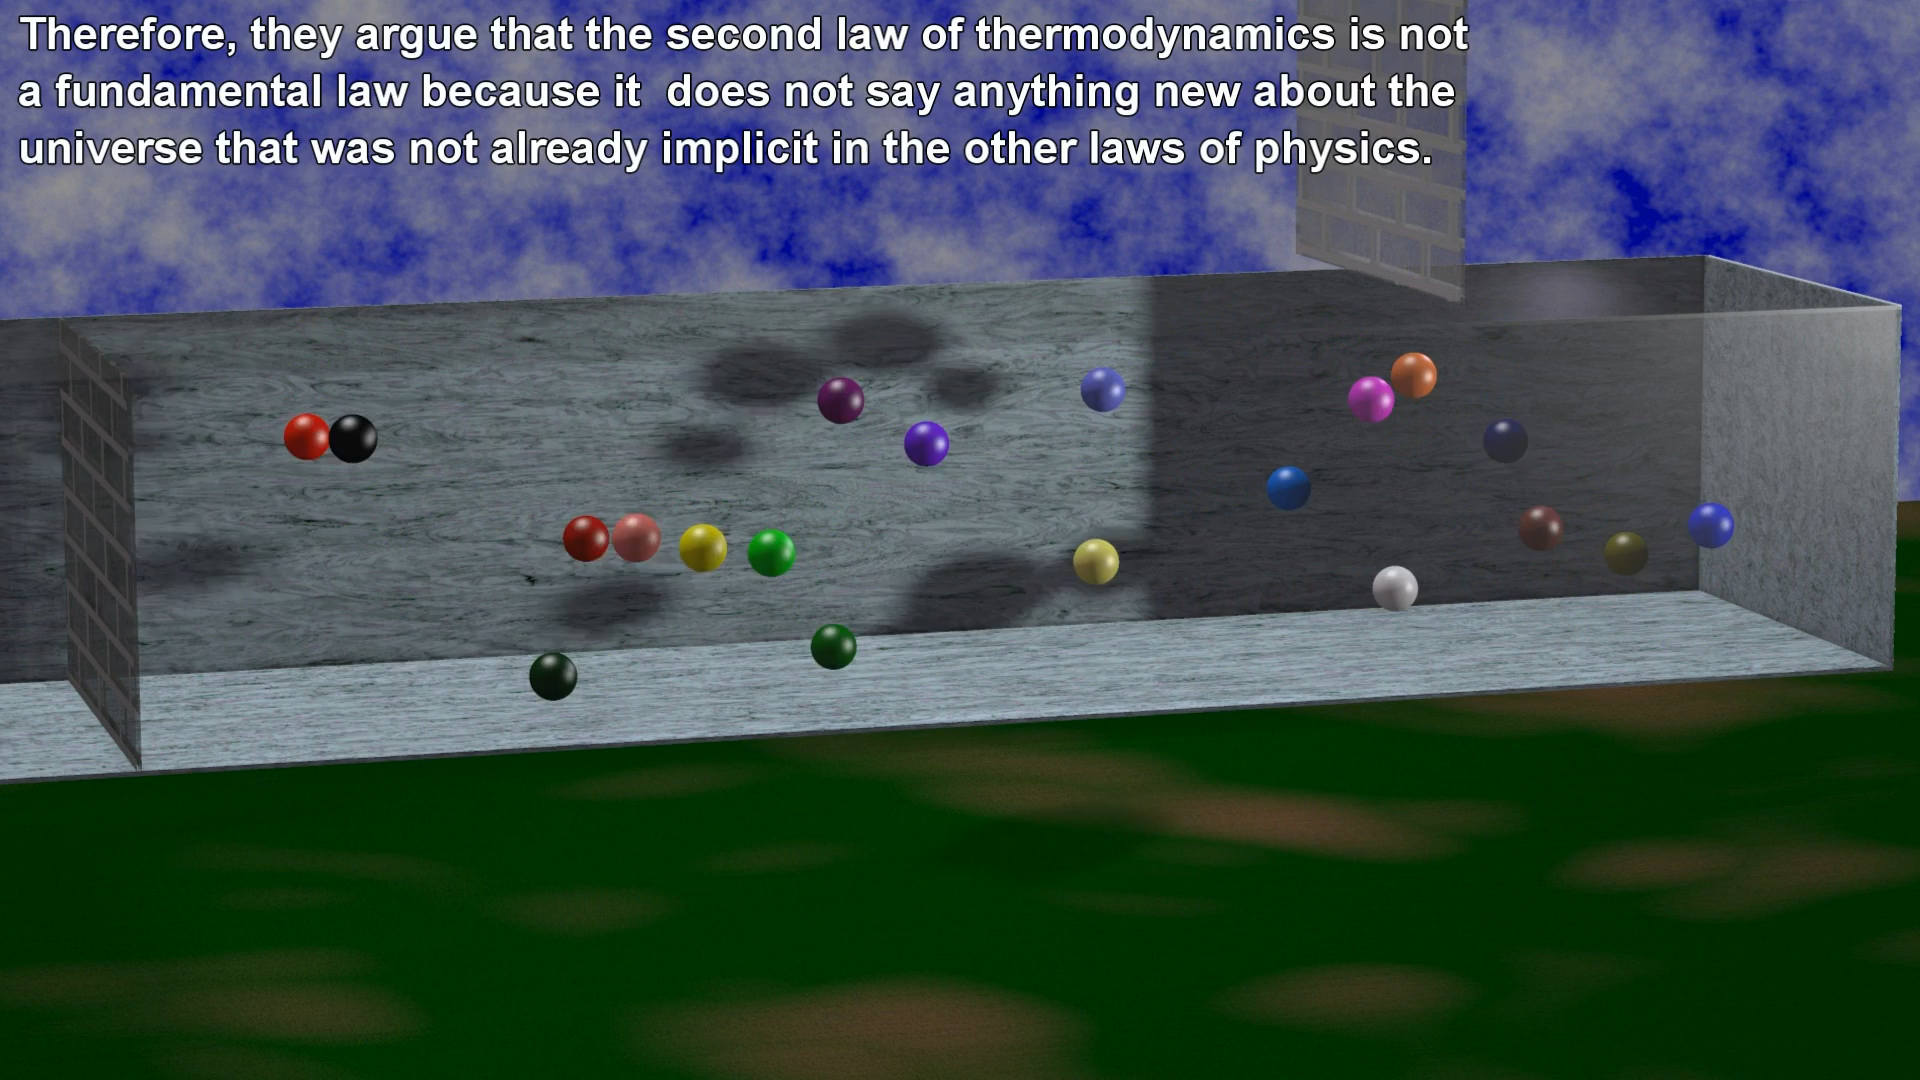 Therefore, they argue that the second law of thermodynamics is not
a fundamental law because it  does not say anything new about the
universe that was not already implicit in the other laws of physics.